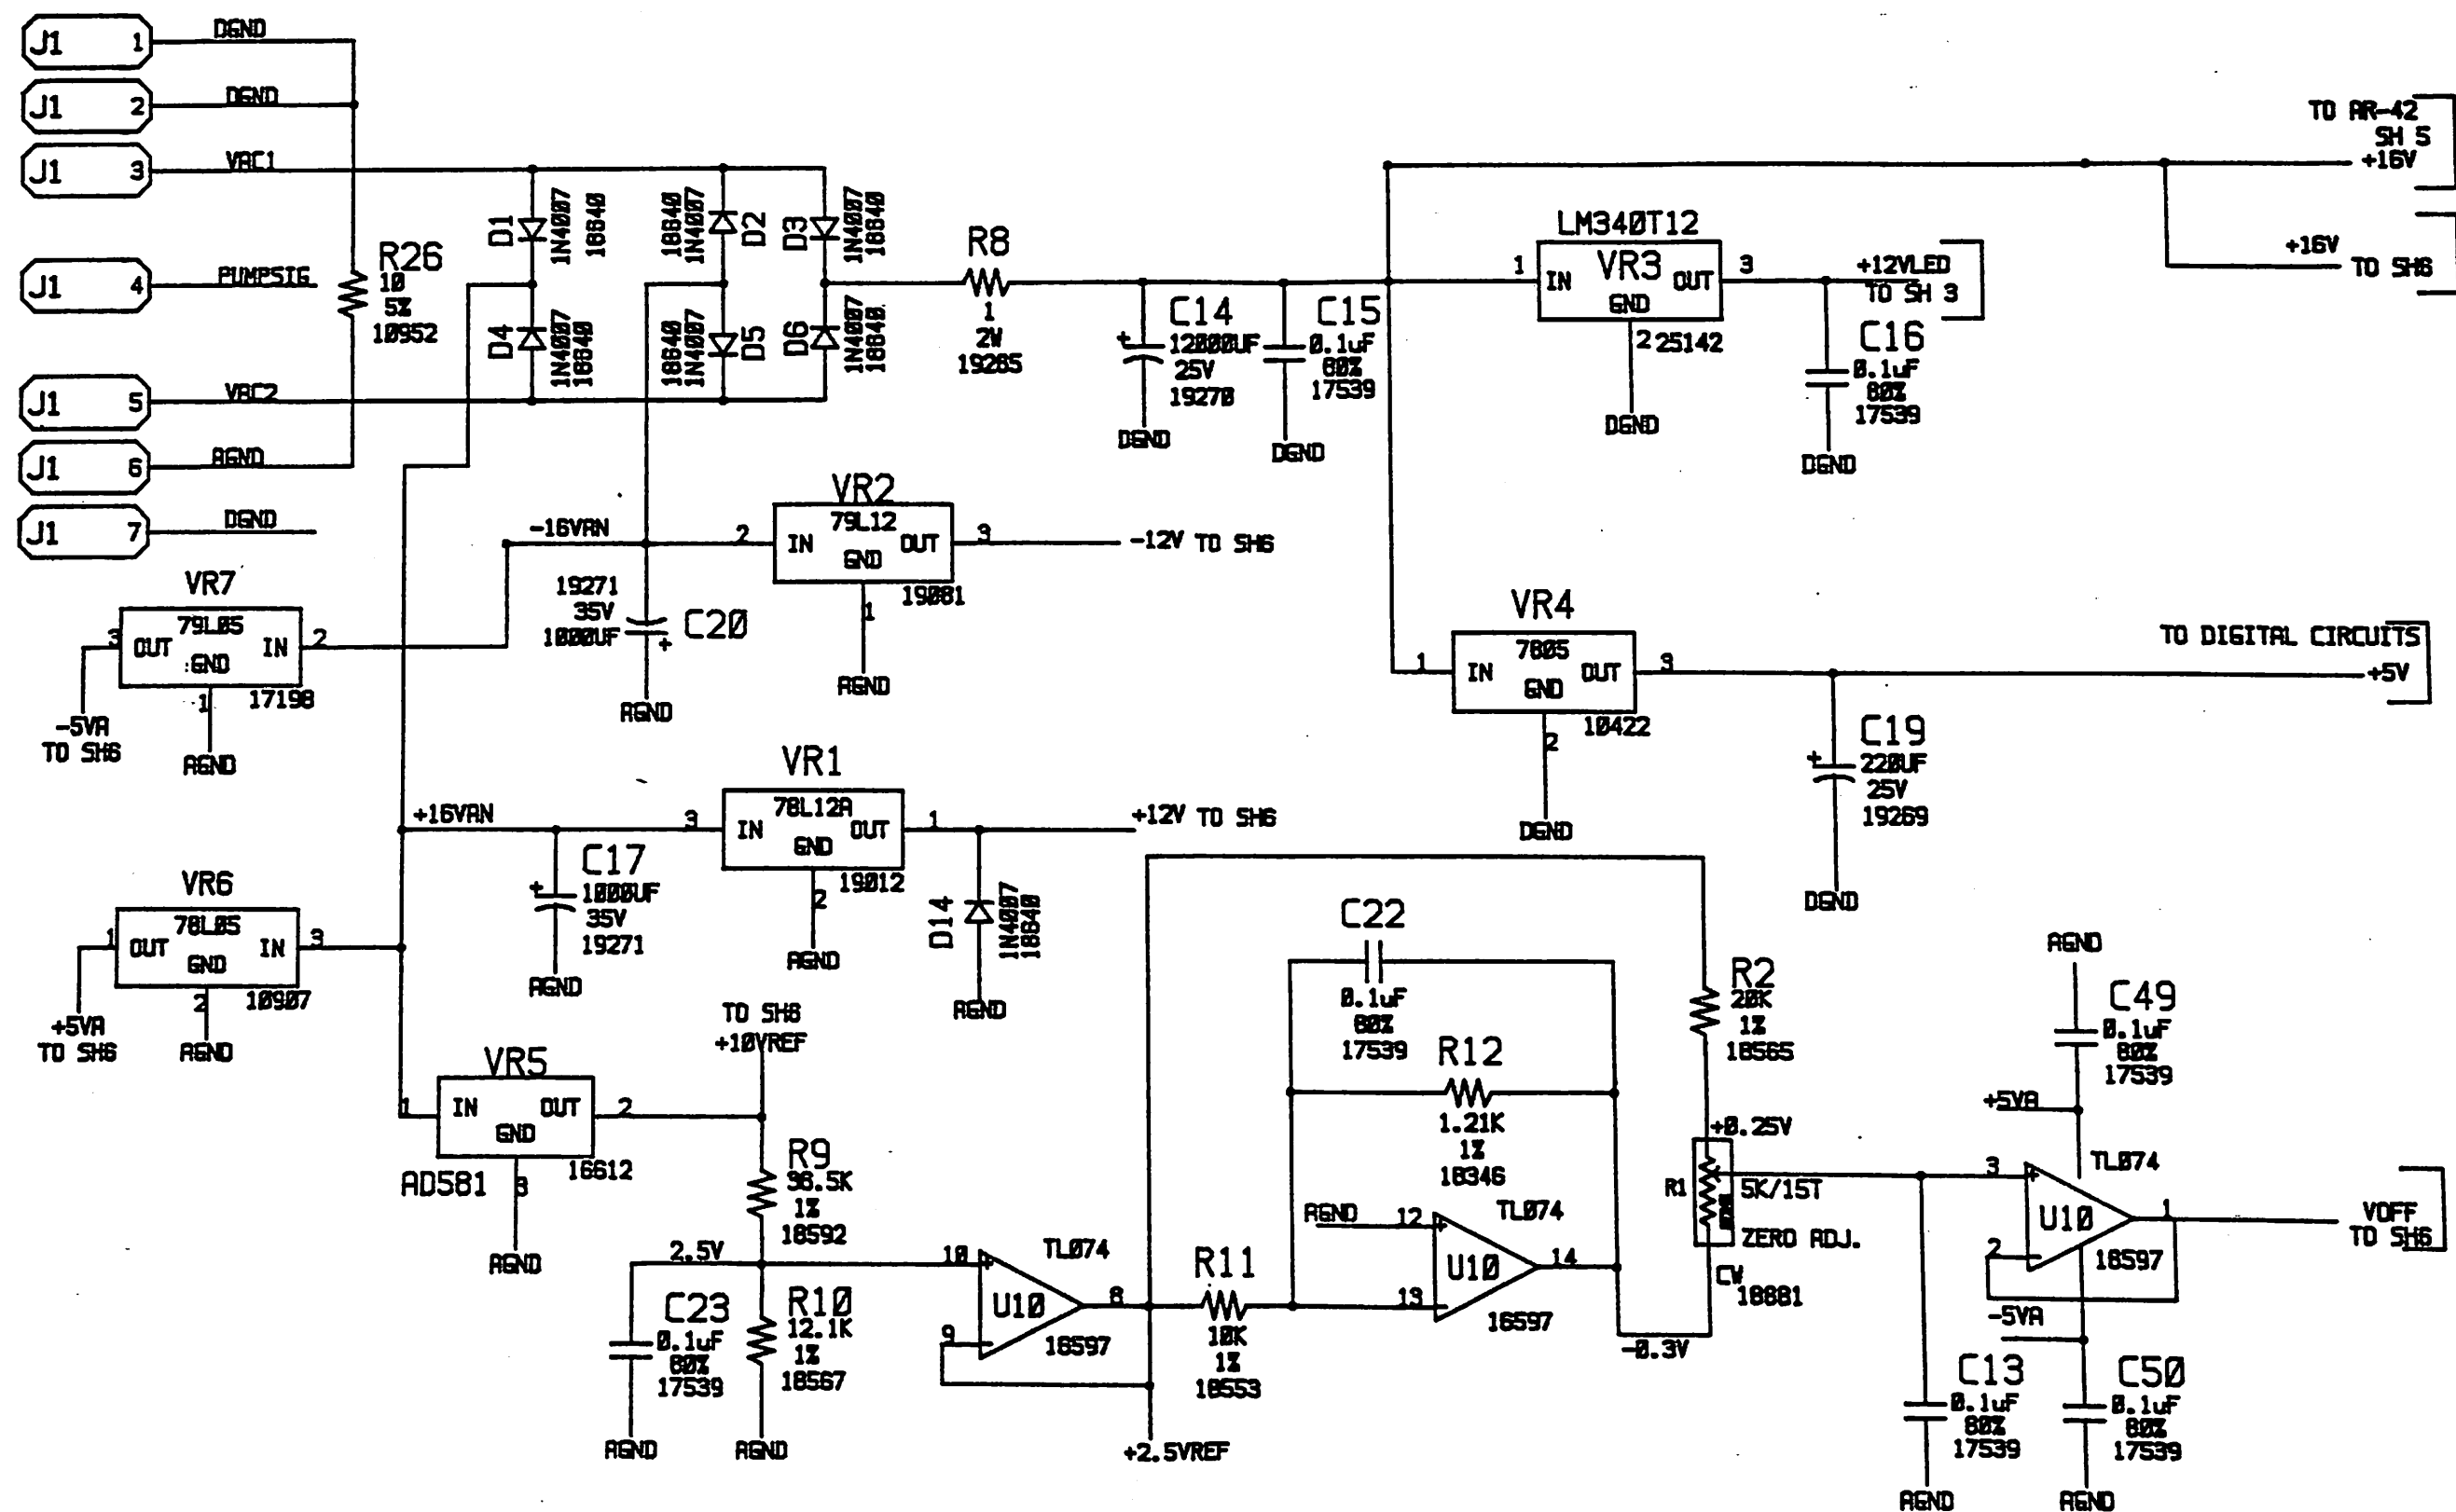 J1 1 DGND
J1 2 DGND
J1 3 VAC1
J1 4 PUMPSIG
J1 5 VAC2
J1 6 AGND
J1 7 DGND
R26
10
5%
10952
D1
1N4007
18640
D2
1N4007
18640
D3
1N4007
18640
D4
1N4007
18640
D5
1N4007
18640
D6
1N4007
18640
R8
1
2W
19265
C14
+
12000UF
25V
19270
DGND
C15
0.1uF
80%
17539
DGND
LM340T12
1 IN VR3 OUT 3
GND
2 25142
DGND
+12VLED
TO SH 3
C16
0.1uF
80%
17539
DGND
TO AR-42
SH 5
+16V
+16V
TO SH6
VR2
-16VAN
2 IN 79L12 OUT 3
GND
19081
1
AGND
-12V TO SH6
19271
35V
1000UF
+
C20
AGND
VR7
79L05
3 OUT IN 2
GND
1 17198
AGND
-5VA
TO SH6
VR4
7805
1 IN OUT 3
GND
10422
2
DGND
TO DIGITAL CIRCUITS
+5V
C19
+
220UF
25V
19269
DGND
VR1
+16VAN
78L12A
3 IN OUT 1
GND
19012
2
AGND
+12V TO SH6
C17
+
1000UF
35V
19271
AGND
D14
1N4007
18640
AGND
VR6
78L05
1 OUT IN 3
GND
2 10907
AGND
+5VA
TO SH6
VR5
1 IN OUT 2
GND
16612
AD581
3
AGND
TO SH6
+10VREF
R9
36.5K
1%
18592
2.5V
C23
0.1uF
80%
17539
AGND
R10
12.1K
1%
18567
AGND
TL074
10 +
U10 8
9 -
16597
+2.5VREF
R11
10K
1%
18553
C22
0.1uF
80%
17539
R12
1.21K
1%
18346
AGND 12 +
TL074
U10 14
13 -
16597
-0.3V
R2
20K
1%
18565
+0.25V
R1 5K/15T
ZERO ADJ.
CW
18881
AGND
C49
0.1uF
80%
17539
+5VA
TL074
3 +
U10 1
2 -
16597
-5VA
VOFF
TO SH6
C13
0.1uF
80%
17539
AGND
C50
0.1uF
80%
17539
AGND